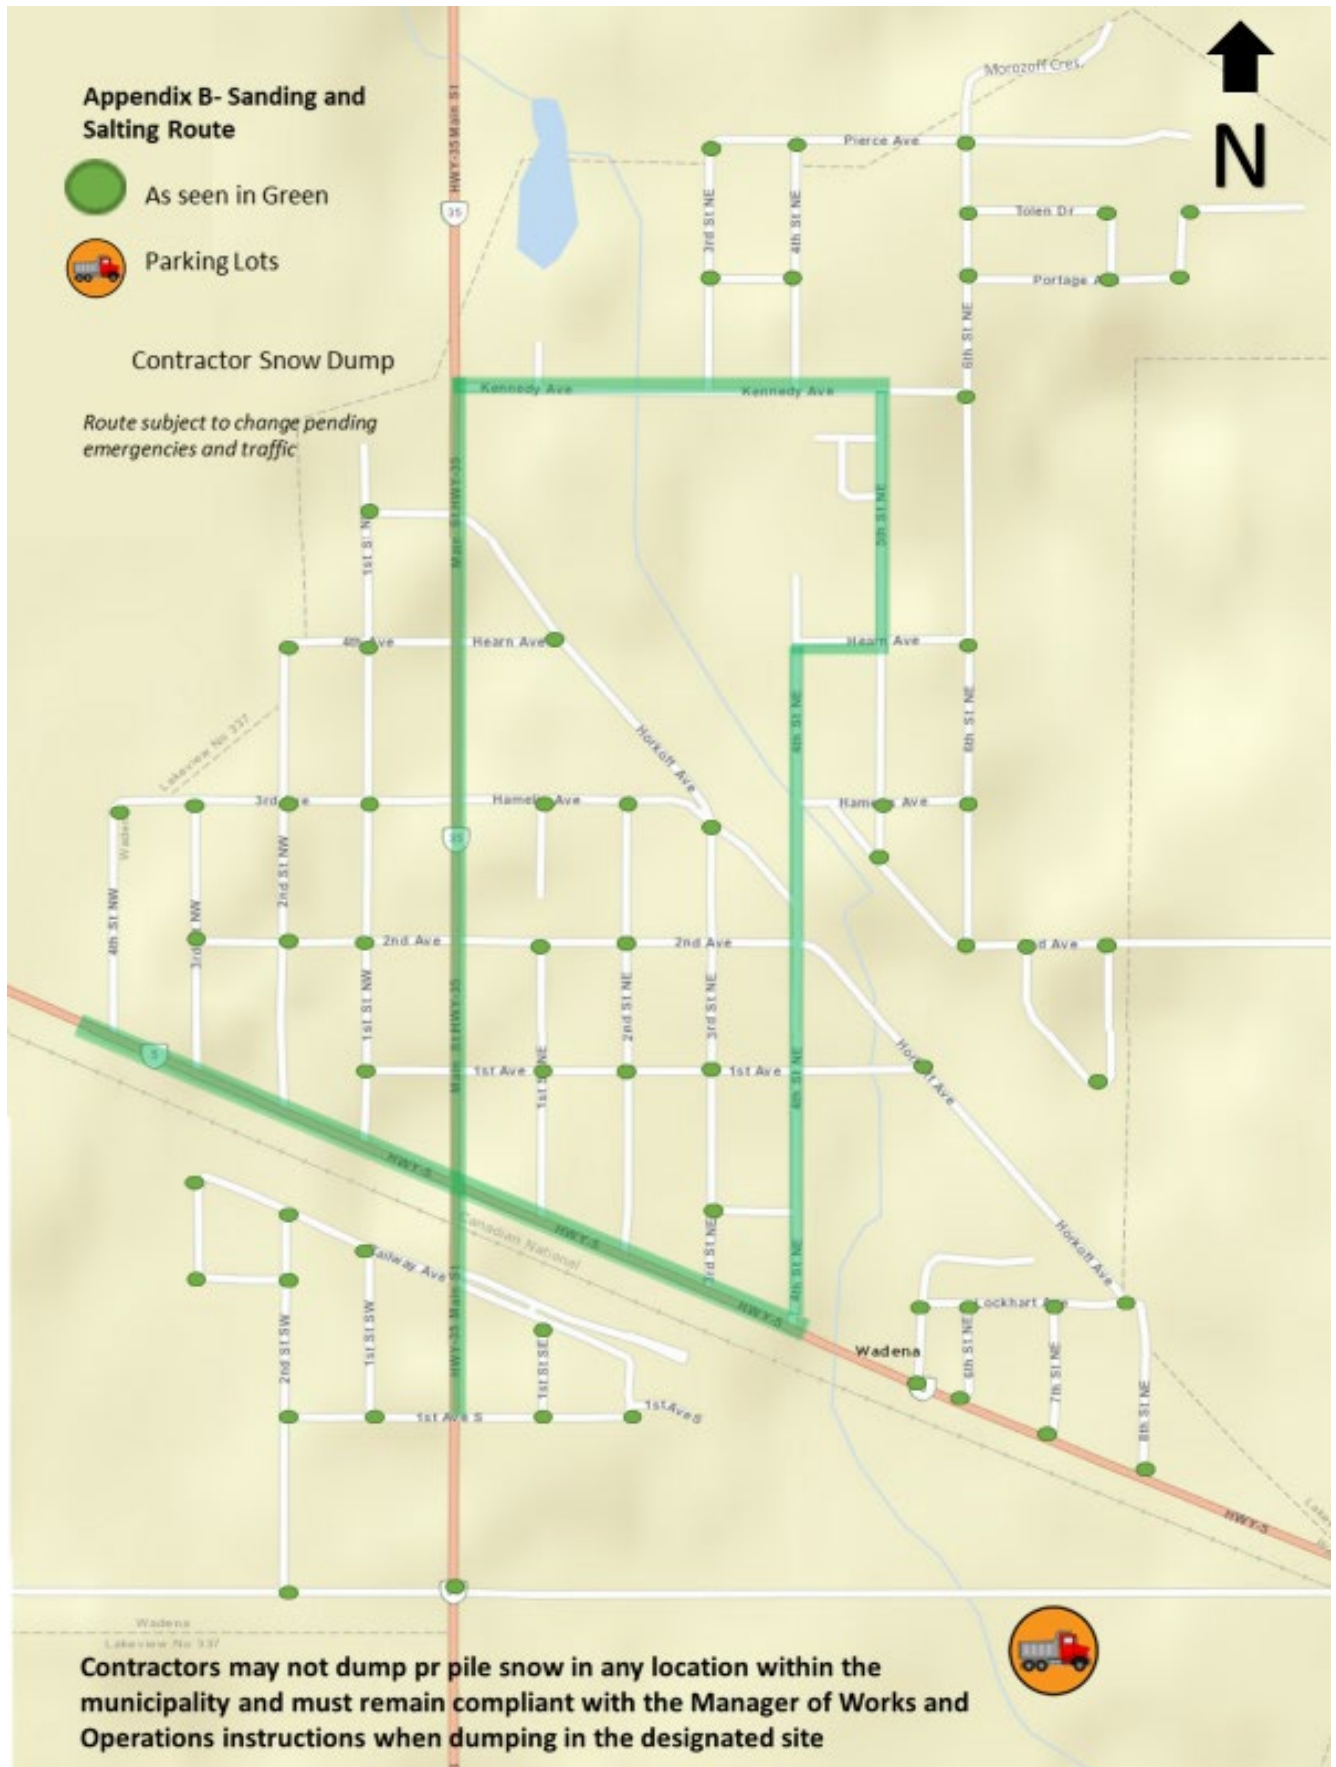 Appendix B- Sanding and
Salting Route
As seen in Green
Parking Lots
Contractor Snow Dump
Route subject to change pending
emergencies and traffic
N
Morozoff Cres.
Pierce Ave
HWY-35 Main St
35
3rd St NE
4th St NE
Tolen Dr
Portage A
6th St NE
Kennedy Ave
Kennedy Ave
Main St HWY-35
5th St NE
1st St N
4th Ave
Hearn Ave
Hearn Ave
Lakeview No 337
Horkoff Ave
4th St NE
6th St NE
3rd
Ave
35
Wadena
2nd St NW
4th St NW
3rd
NW
2nd Ave
2nd Ave
d Ave
1st St NW
Main St HWY-35
2nd St NE
3rd St NE
5
1st Ave
1st Ave
NE
4th St NE
HWY-5
Canadian National
HWY-5
3rd St NE
4th St NE
Horkoff Ave
HWY-5
Railway Ave
HWY-35 Main St
2nd St SW
1st St SW
1st St SE
1st Ave S
1st Ave S
Wadena
Lockhart
6th St NE
7th St NE
8th St NE
HWY-5
Wadena
Lakeview No 337
Contractors may not dump pr pile snow in any location within the
municipality and must remain compliant with the Manager of Works and
Operations instructions when dumping in the designated site